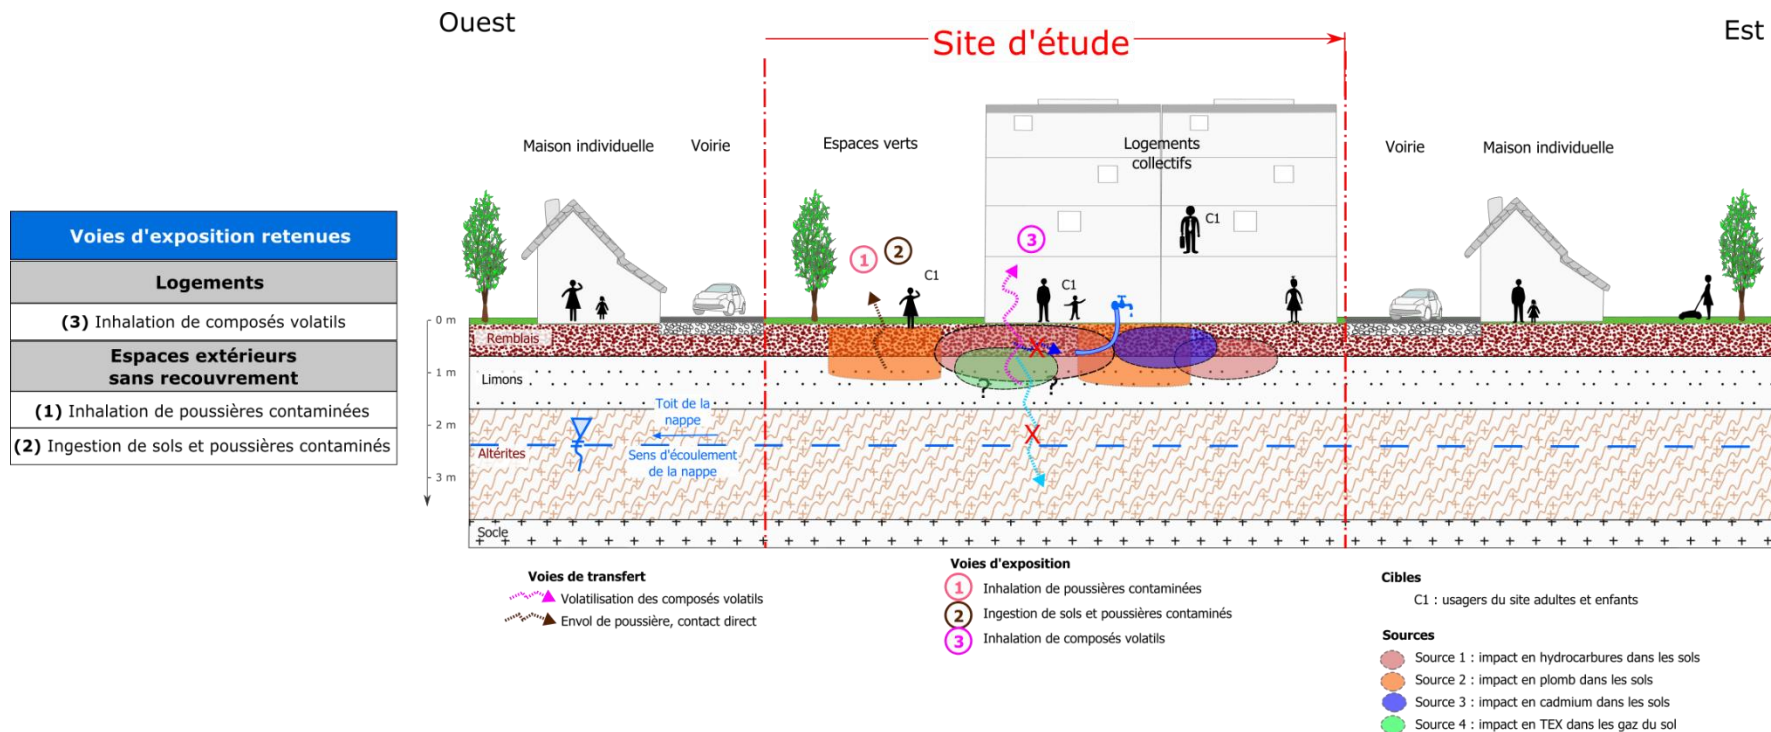 Ouest
Est
Site d'étude
Maison individuelle
Voirie
Espaces verts
Logements
collectifs
Voirie
Maison individuelle
Voies d'exposition retenues
Logements
(3) Inhalation de composés volatils
Espaces extérieurs
sans recouvrement
(1) Inhalation de poussières contaminées
(2) Ingestion de sols et poussières contaminés
1
2
3
C1
C1
C1
0 m
1 m
2 m
3 m
Remblais
X
Limons
?
?
Toit de la
nappe
X
Altérites
Sens d'écoulement
de la nappe
Socle
Voies de transfert
Volatilisation des composés volatils
Envol de poussière, contact direct
Voies d'exposition
1 Inhalation de poussières contaminées
2 Ingestion de sols et poussières contaminés
3 Inhalation de composés volatils
Cibles
C1 : usagers du site adultes et enfants
Sources
Source 1 : impact en hydrocarbures dans les sols
Source 2 : impact en plomb dans les sols
Source 3 : impact en cadmium dans les sols
Source 4 : impact en TEX dans les gaz du sol